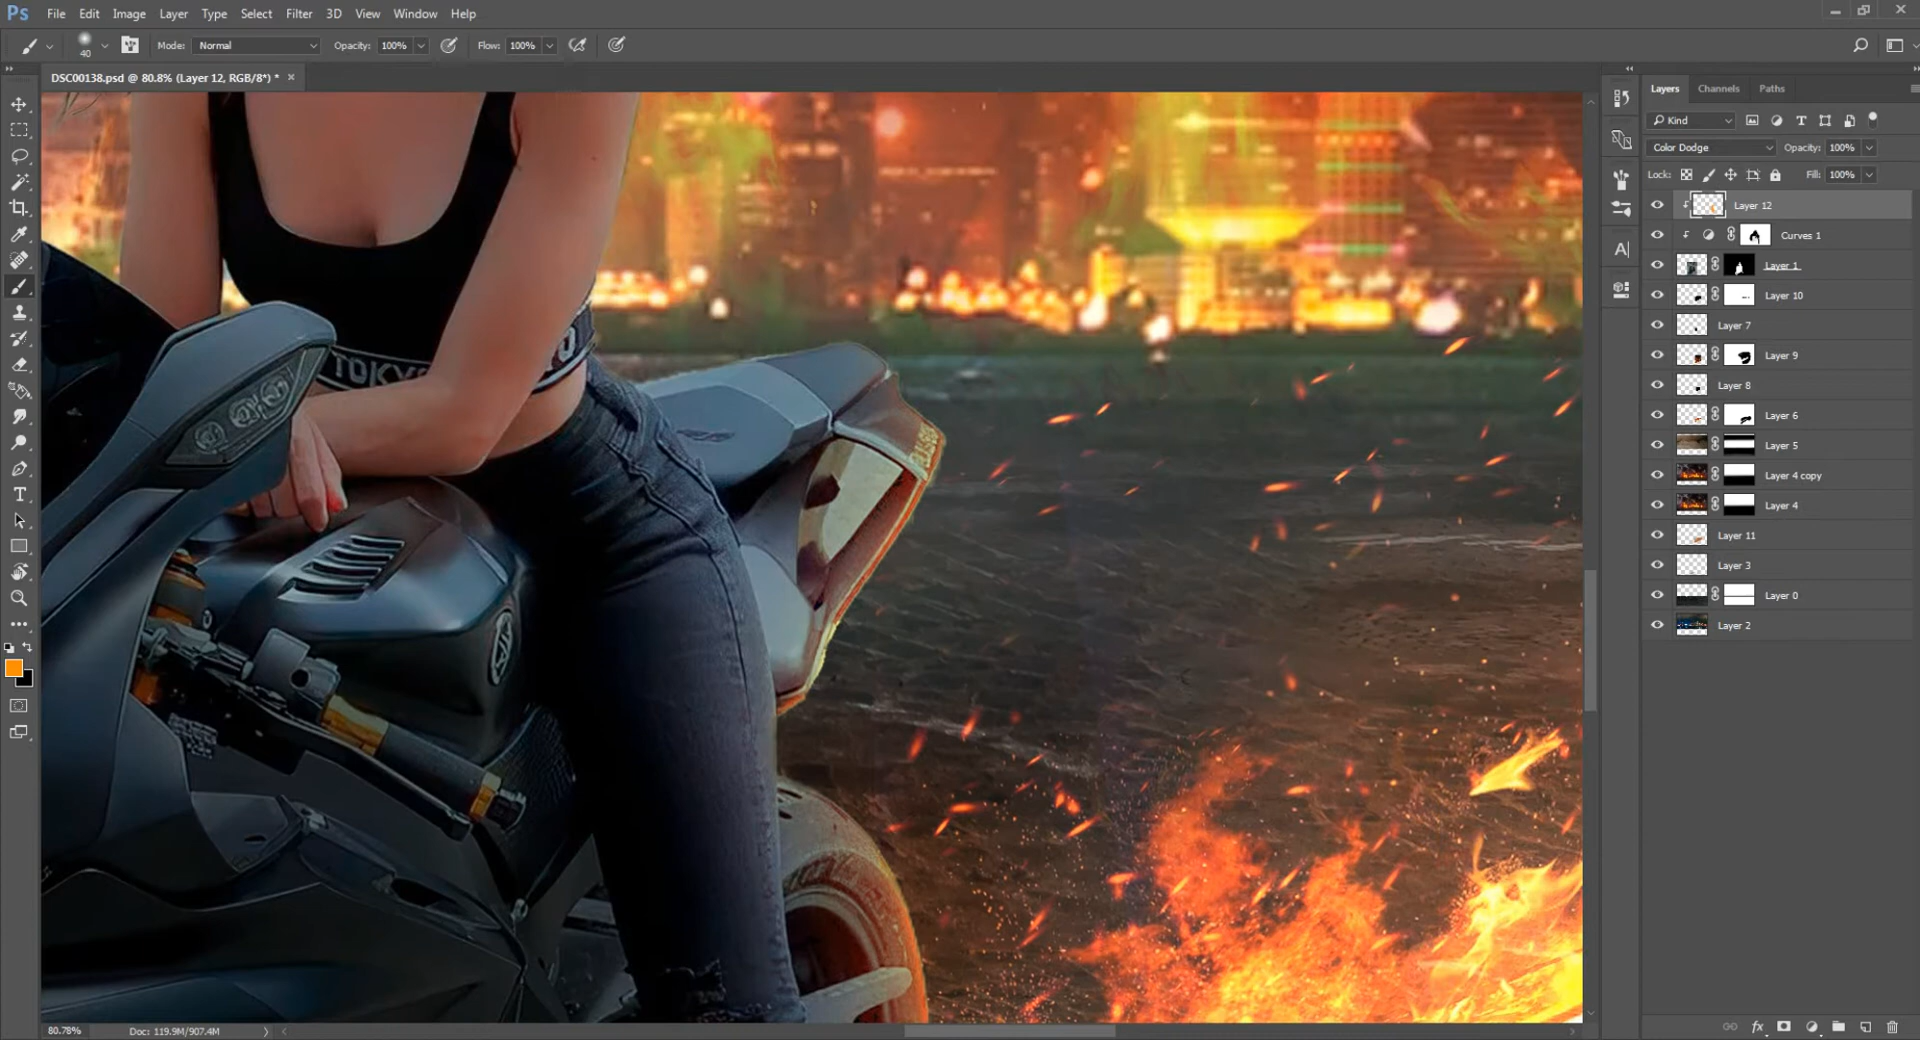 Ps File Edit Image Layer Type Select Filter 3D View Window Help
40 Mode: Normal Opacity: 100% Flow: 100%
DSC00138.psd @ 80.8% (Layer 12, RGB/8*) * ×
Layers Channels Paths
Kind
Color Dodge Opacity: 100%
Lock: Fill: 100%
Layer 12
Curves 1
Layer 1
Layer 10
Layer 7
Layer 9
Layer 8
Layer 6
Layer 5
Layer 4 copy
Layer 4
Layer 11
Layer 3
Layer 0
Layer 2
TOKY
80.78% Doc: 119.9M/907.4M
fx